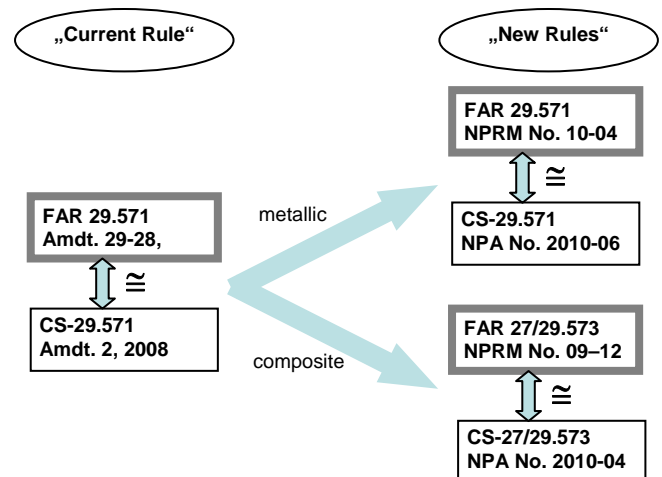 „Current Rule“
„New Rules“
FAR 29.571
NPRM No. 10-04
≅
CS-29.571
NPA No. 2010-06
metallic
FAR 29.571
Amdt. 29-28,
≅
CS-29.571
Amdt. 2, 2008
composite
FAR 27/29.573
NPRM No. 09–12
≅
CS-27/29.573
NPA No. 2010-04